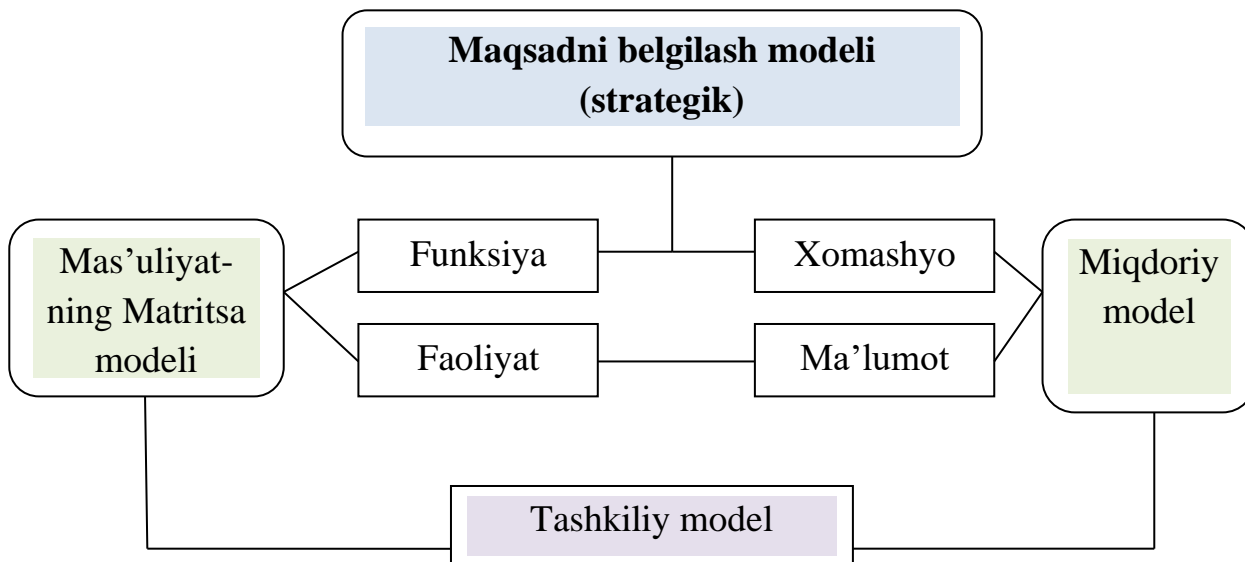 Maqsadni belgilash modeli
(strategik)
Mas’uliyat-
ning Matritsa
modeli
Funksiya
Xomashyo
Miqdoriy
model
Faoliyat
Ma’lumot
Tashkiliy model